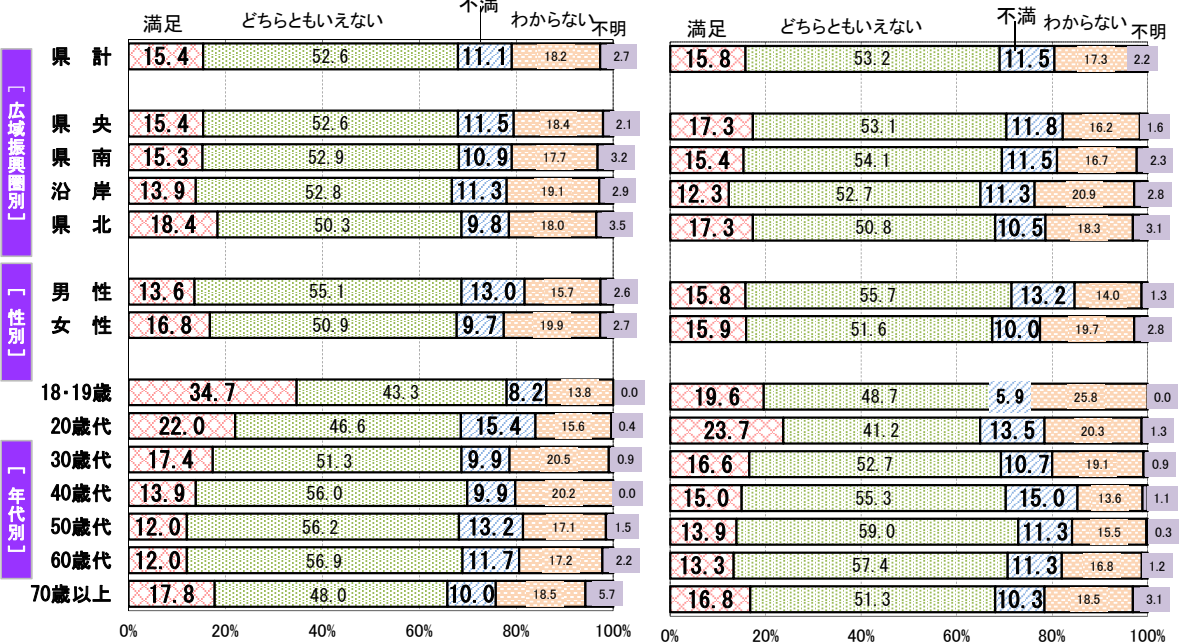 満足 どちらともいえない 不満 わからない 不明 満足 どちらともいえない 不満 わからない 不明
県 計 15.4 52.6 11.1 18.2 2.7 15.8 53.2 11.5 17.3 2.2
[広域振興圏別]
県 央 15.4 52.6 11.5 18.4 2.1 17.3 53.1 11.8 16.2 1.6
県 南 15.3 52.9 10.9 17.7 3.2 15.4 54.1 11.5 16.7 2.3
沿 岸 13.9 52.8 11.3 19.1 2.9 12.3 52.7 11.3 20.9 2.8
県 北 18.4 50.3 9.8 18.0 3.5 17.3 50.8 10.5 18.3 3.1
[性別]
男 性 13.6 55.1 13.0 15.7 2.6 15.8 55.7 13.2 14.0 1.3
女 性 16.8 50.9 9.7 19.9 2.7 15.9 51.6 10.0 19.7 2.8
18・19歳 34.7 43.3 8.2 13.8 0.0 19.6 48.7 5.9 25.8 0.0
20歳代 22.0 46.6 15.4 15.6 0.4 23.7 41.2 13.5 20.3 1.3
[年代別]
30歳代 17.4 51.3 9.9 20.5 0.9 16.6 52.7 10.7 19.1 0.9
40歳代 13.9 56.0 9.9 20.2 0.0 15.0 55.3 15.0 13.6 1.1
50歳代 12.0 56.2 13.2 17.1 1.5 13.9 59.0 11.3 15.5 0.3
60歳代 12.0 56.9 11.7 17.2 2.2 13.3 57.4 11.3 16.8 1.2
70歳以上 17.8 48.0 10.0 18.5 5.7 16.8 51.3 10.3 18.5 3.1
0% 20% 40% 60% 80% 100% 0% 20% 40% 60% 80% 100%